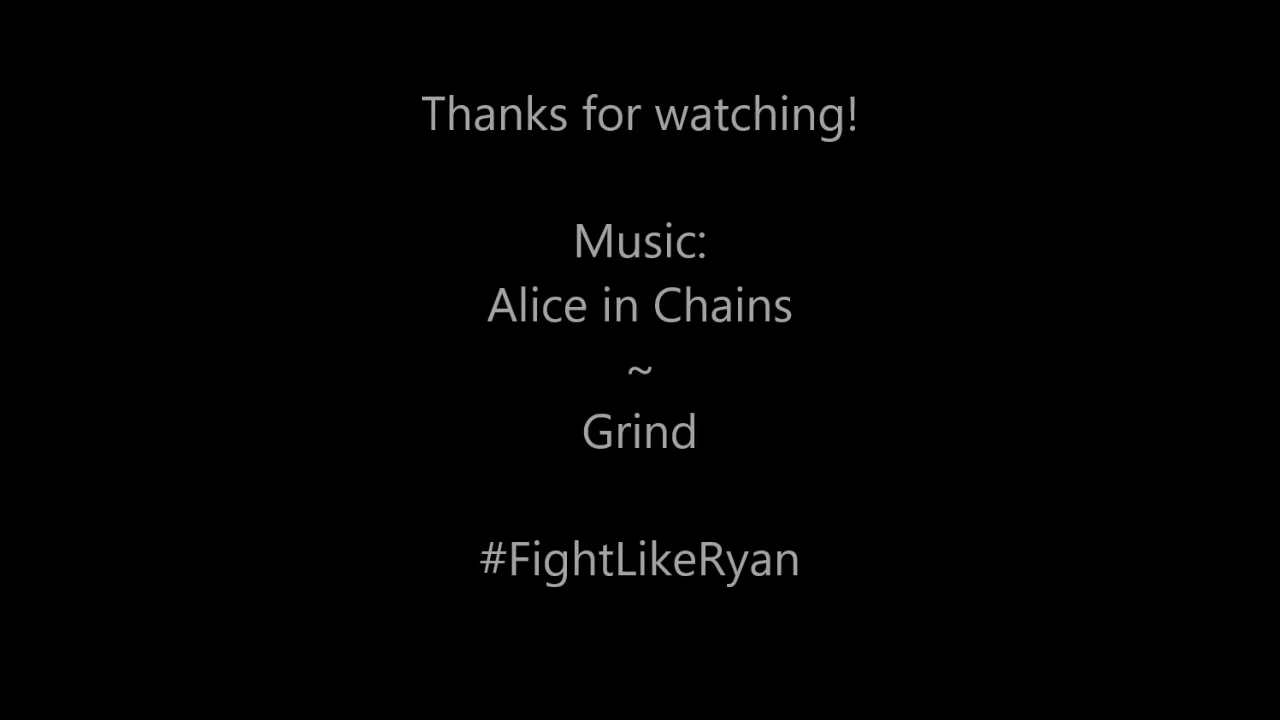 Thanks for watching!
Music:
Alice in Chains
~
Grind
#FightLikeRyan